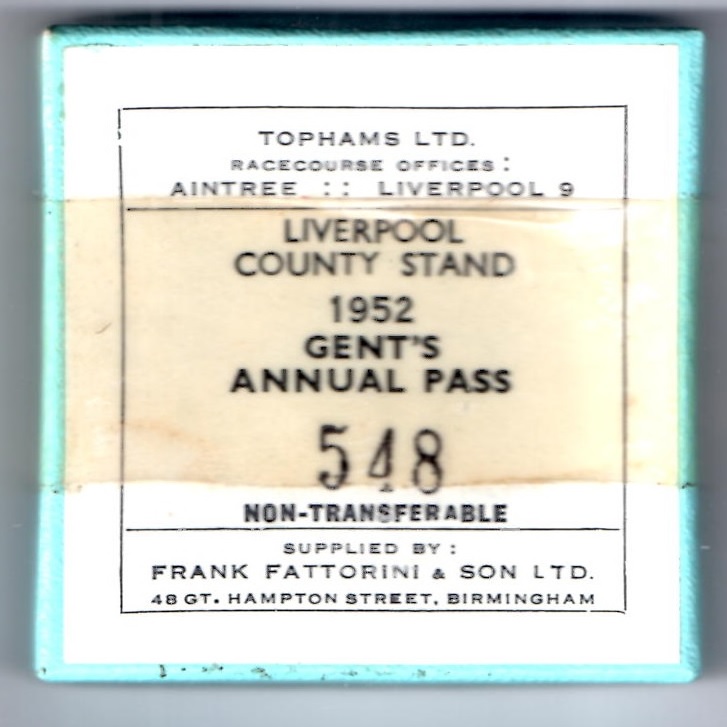 TOPHAMS LTD.
RACECOURSE OFFICES:
AINTREE :: LIVERPOOL 9
LIVERPOOL
COUNTY STAND
1952
GENT'S
ANNUAL PASS
548
NON-TRANSFERABLE
SUPPLIED BY:
FRANK FATTORINI & SON LTD.
48 GT. HAMPTON STREET, BIRMINGHAM